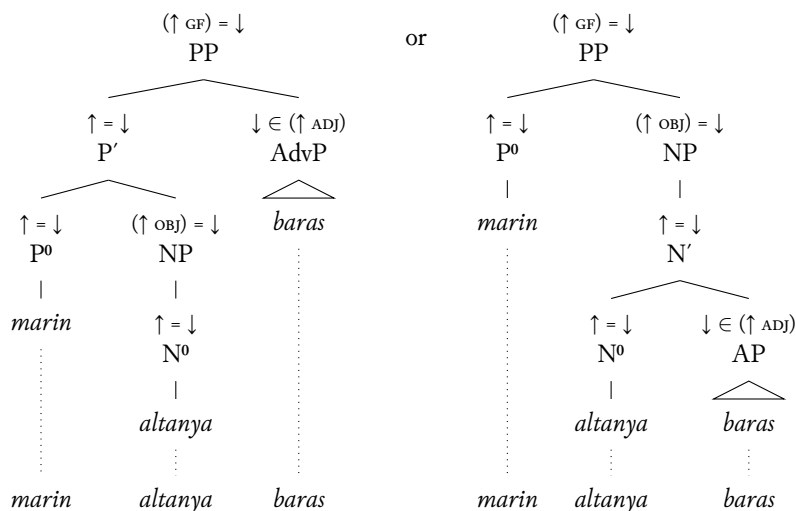 (↑ GF) = ↓ or (↑ GF) = ↓
PP PP
↑ = ↓ ↓ ∈ (↑ ADJ) ↑ = ↓ (↑ OBJ) = ↓
P′ AdvP P⁰ NP
↑ = ↓ (↑ OBJ) = ↓ baras marin ↑ = ↓
P⁰ NP N′
marin ↑ = ↓ ↑ = ↓ ↓ ∈ (↑ ADJ)
N⁰ N⁰ AP
altanya altanya baras
marin altanya baras marin altanya baras